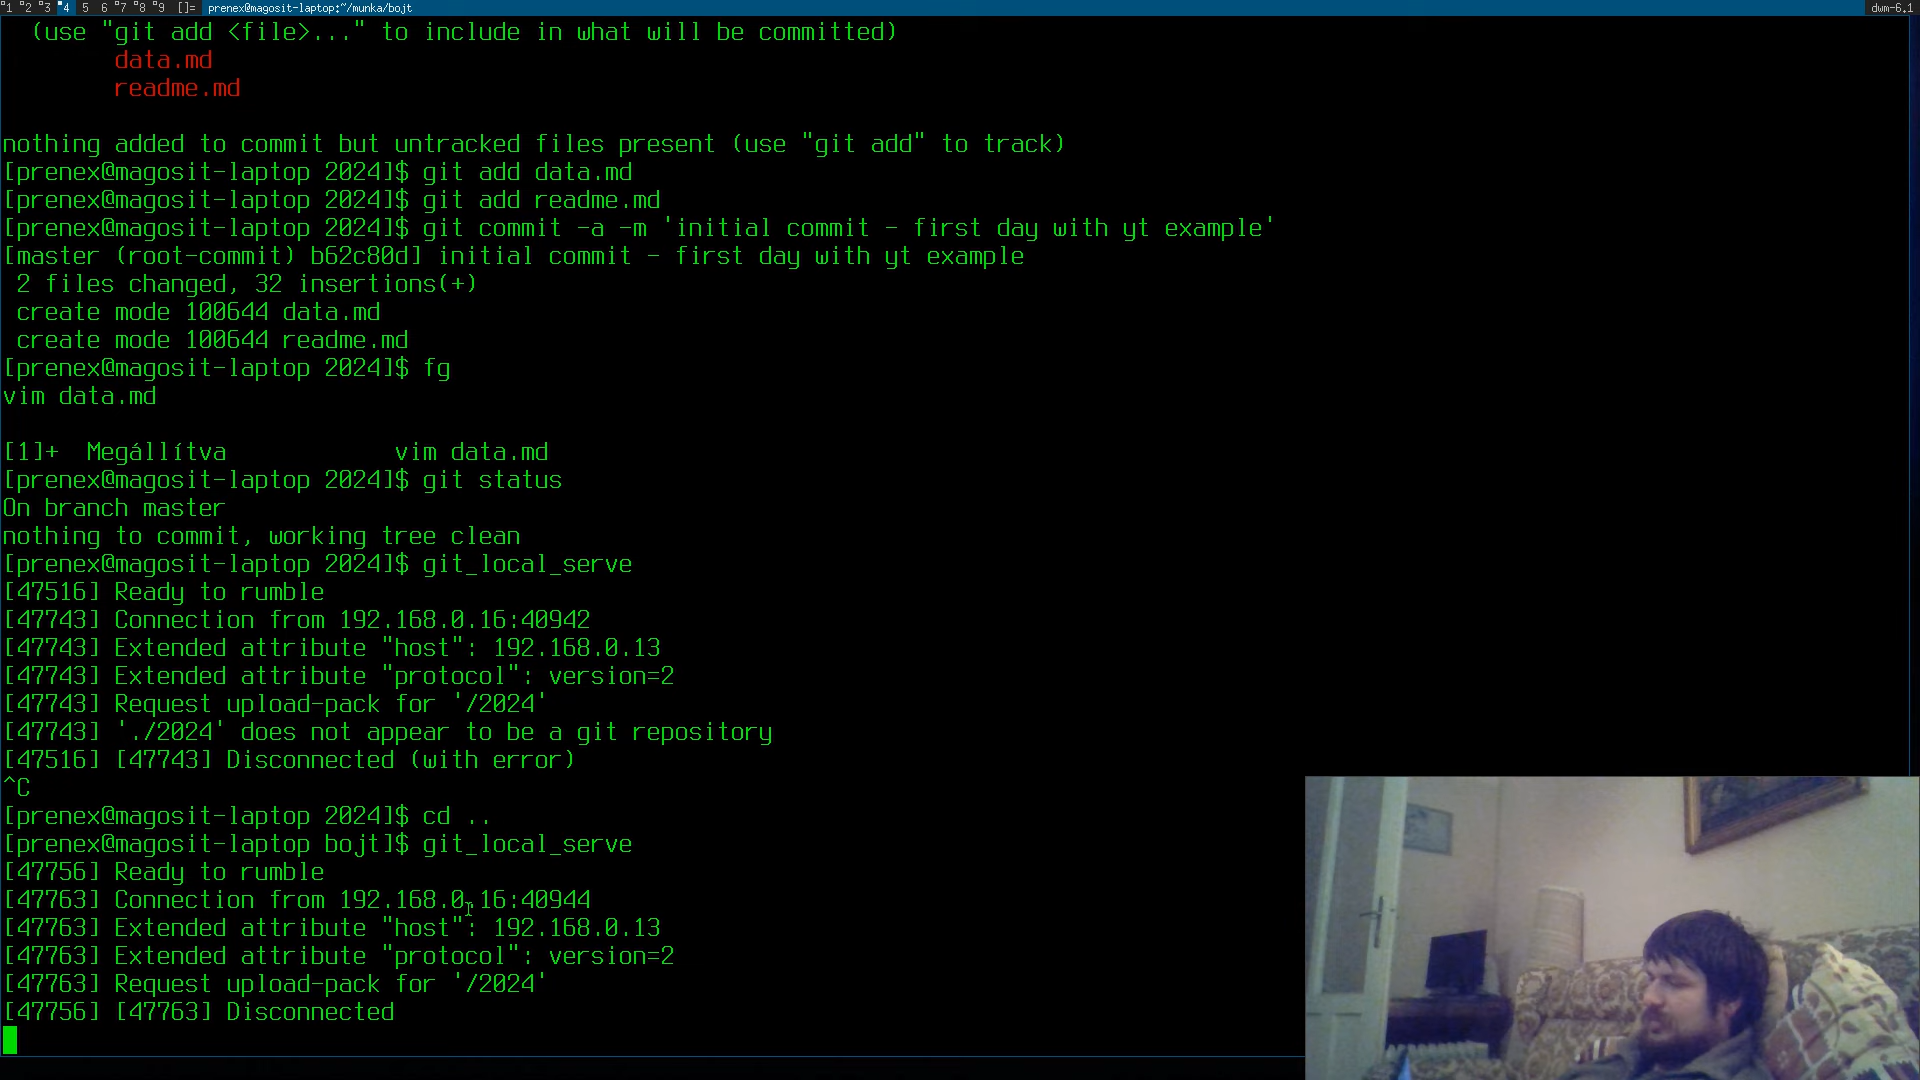 1 2 3 4 5 6 7 8 9 []= prenex@magosit-laptop:~/munka/bojt dwm-6.1
(use "git add <file>..." to include in what will be committed)
data.md
readme.md
nothing added to commit but untracked files present (use "git add" to track)
[prenex@magosit-laptop 2024]$ git add data.md
[prenex@magosit-laptop 2024]$ git add readme.md
[prenex@magosit-laptop 2024]$ git commit -a -m 'initial commit - first day with yt example'
[master (root-commit) b62c80d] initial commit - first day with yt example
2 files changed, 32 insertions(+)
create mode 100644 data.md
create mode 100644 readme.md
[prenex@magosit-laptop 2024]$ fg
vim data.md
[1]+  Megállítva            vim data.md
[prenex@magosit-laptop 2024]$ git status
On branch master
nothing to commit, working tree clean
[prenex@magosit-laptop 2024]$ git_local_serve
[47516] Ready to rumble
[47743] Connection from 192.168.0.16:40942
[47743] Extended attribute "host": 192.168.0.13
[47743] Extended attribute "protocol": version=2
[47743] Request upload-pack for '/2024'
[47743] './2024' does not appear to be a git repository
[47516] [47743] Disconnected (with error)
^C
[prenex@magosit-laptop 2024]$ cd ..
[prenex@magosit-laptop bojt]$ git_local_serve
[47756] Ready to rumble
[47763] Connection from 192.168.0.16:40944
[47763] Extended attribute "host": 192.168.0.13
[47763] Extended attribute "protocol": version=2
[47763] Request upload-pack for '/2024'
[47756] [47763] Disconnected